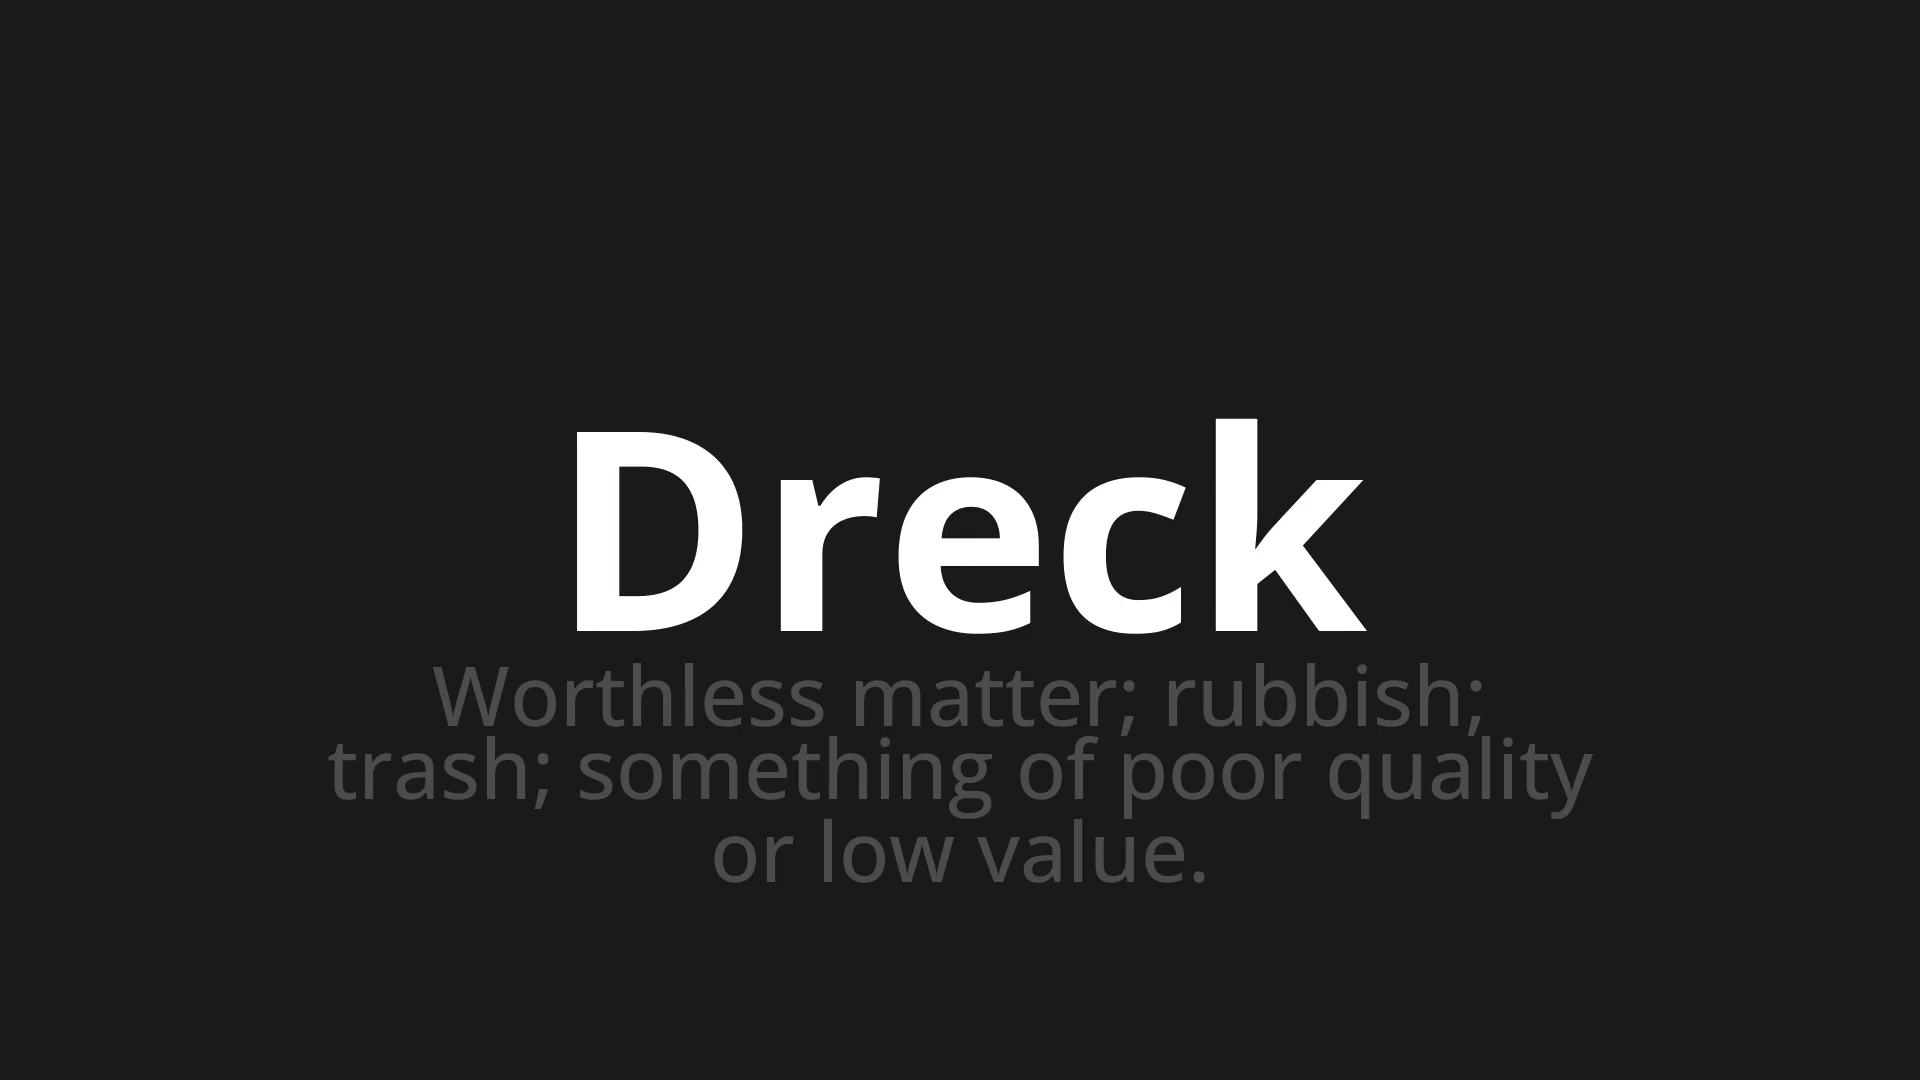 Dreck
Worthless matter; rubbish;
trash; something of poor quality
or low value.